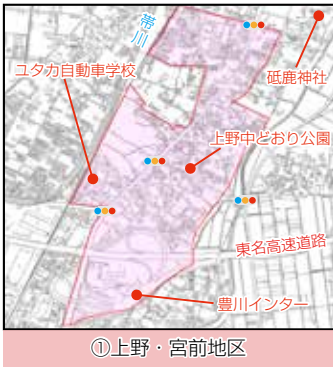 帯川
ユタカ自動車学校
砥鹿神社
上野中どおり公園
東名高速道路
豊川インター
①上野・宮前地区